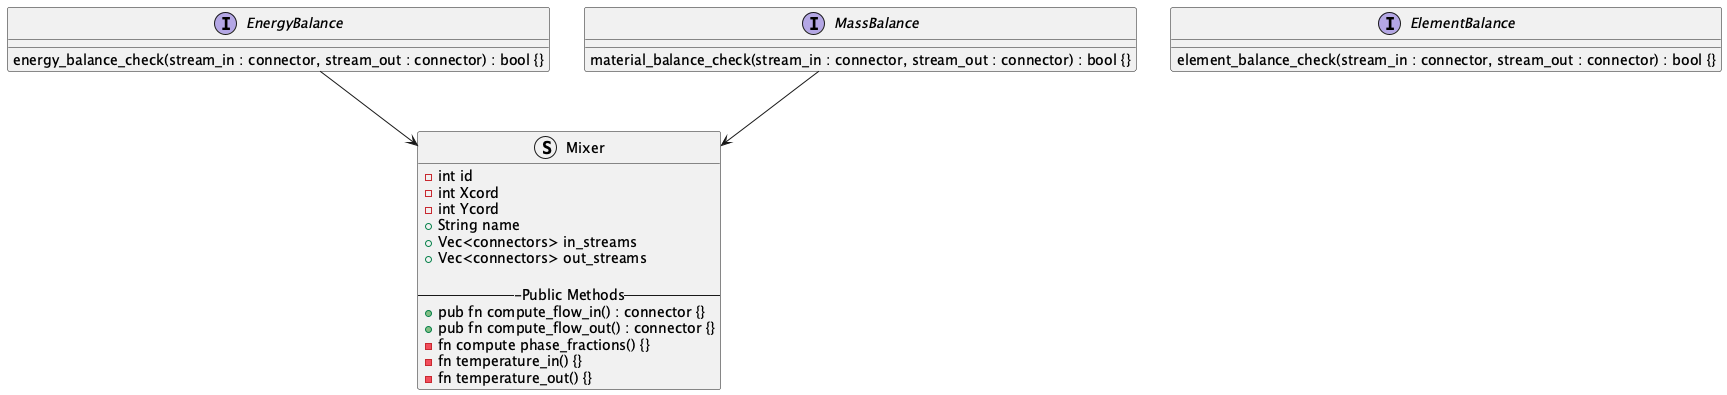 I EnergyBalance
energy_balance_check(stream_in : connector, stream_out : connector) : bool {}
I MassBalance
material_balance_check(stream_in : connector, stream_out : connector) : bool {}
I ElementBalance
element_balance_check(stream_in : connector, stream_out : connector) : bool {}
S Mixer
int id
int Xcord
int Ycord
String name
Vec<connectors> in_streams
Vec<connectors> out_streams
-Public Methods
pub fn compute_flow_in() : connector {}
pub fn compute_flow_out() : connector {}
fn compute phase_fractions() {}
fn temperature_in() {}
fn temperature_out() {}